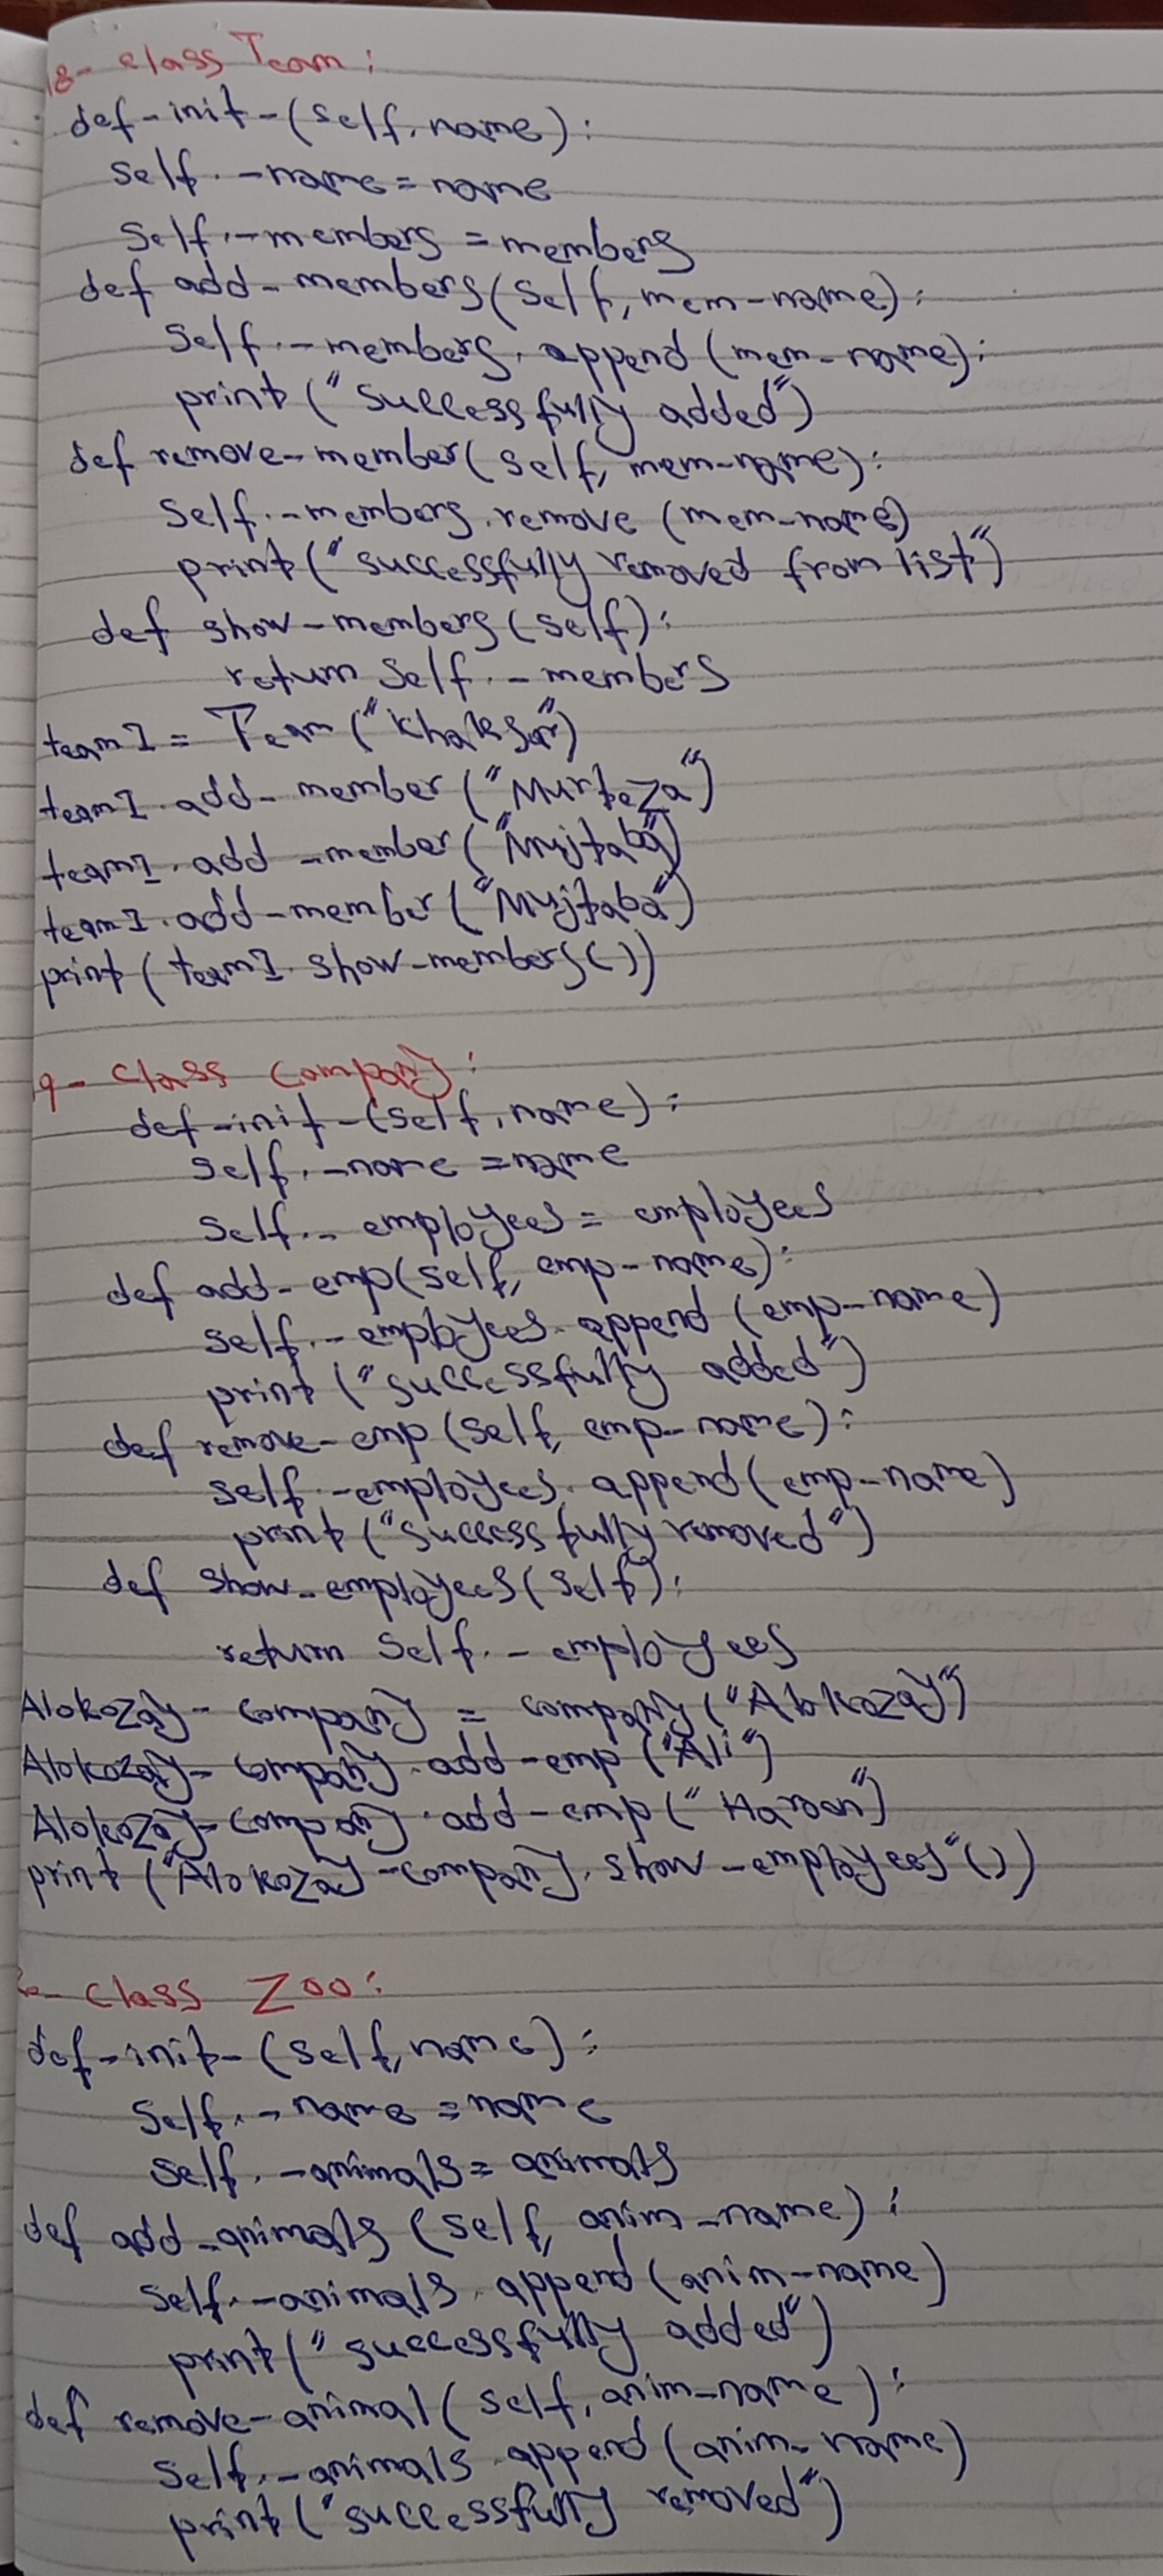 18- class Team:
def-init-(self,name):
self.-name=name
self.-members=members
def add-members(self,mem-name):
self.-members.append(mem-name):
print("successfully added")
def remove-member(self,mem-name):
self.-members.remove(mem-name)
print("successfully removed from list")
def show-members(self):
return self.-members
team1= Team("Khaksar")
team1.add-member("Murteza")
team1.add-member("Mujtaba")
team1.add-member("Mujtaba")
print(team1.show-members())
19- class Company:
def-init-(self,name):
self.-name=name
self.-employees= employees
def add-emp(self,emp-name):
self.-employees.append(emp-name)
print("successfully added")
def remove-emp(self,emp-name):
self.-employees.append(emp-name)
print("successfully removed")
def show-employees(self):
return self.-employees
Alokozay-company = company("Alokozay")
Alokozay-company.add-emp("Ali")
Alokozay-company.add-emp("Haroon")
print("Alokozay-company.show-employees"())
class Zoo:
def-init-(self,name):
self.-name=name
self.-animals= animals
def add-animals(self,anim-name):
self.-animals.append(anim-name)
print("successfully added")
def remove-animal(self,anim-name):
self.-animals.append(anim-name)
print("successfully removed")